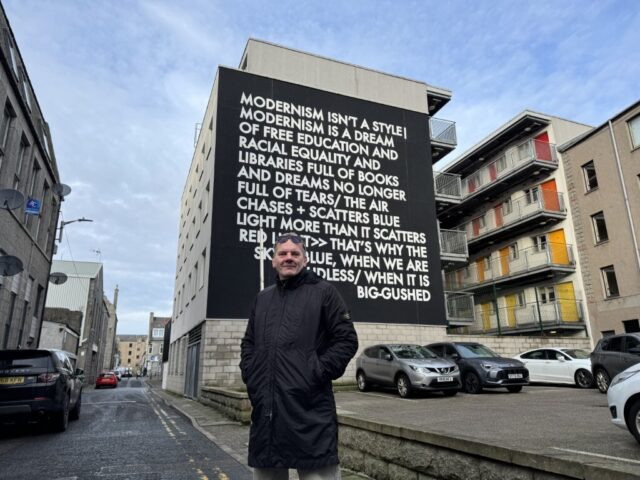 MODERNISM ISN'T A STYLE|
MODERNISM IS A DREAM
OF FREE EDUCATION AND
RACIAL EQUALITY AND
LIBRARIES FULL OF BOOKS
AND DREAMS NO LONGER
FULL OF TEARS/ THE AIR
CHASES + SCATTERS BLUE
LIGHT MORE THAN IT SCATTERS
RED >> THAT'S WHY THE
BLUE, WHEN WE ARE
/ WHEN IT IS
BIG-GUSHED